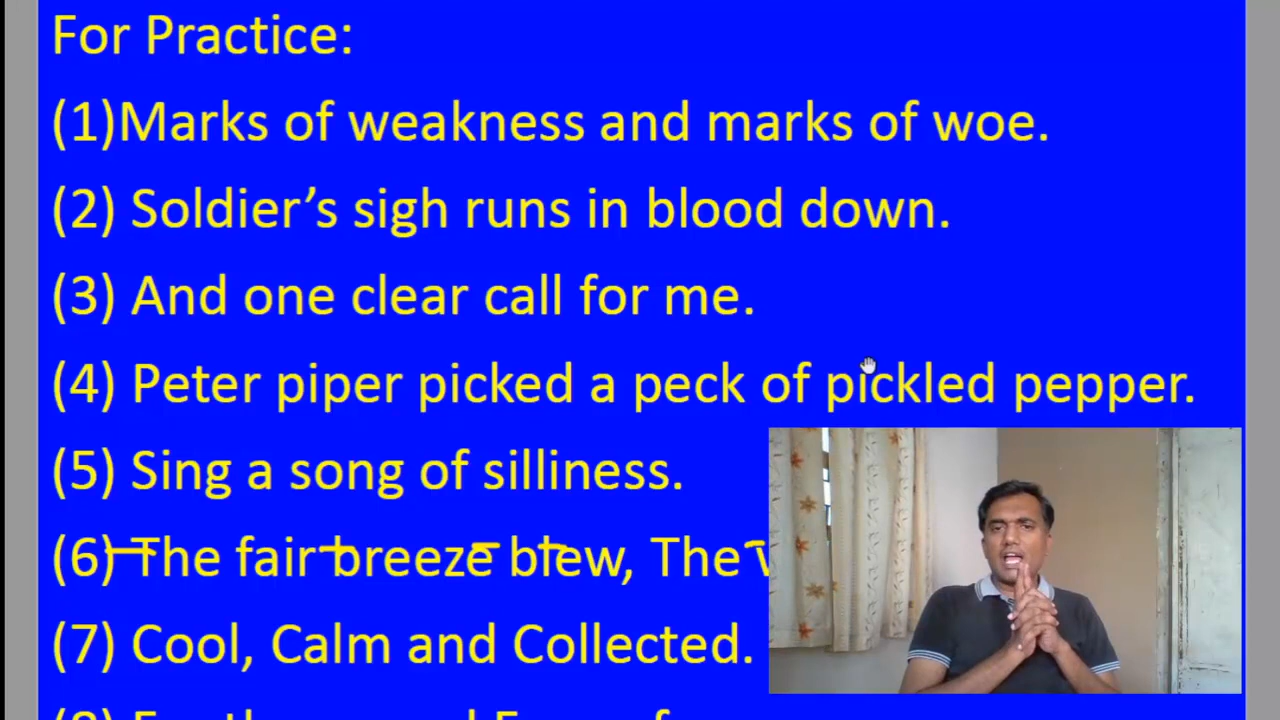 For Practice:
(1)Marks of weakness and marks of woe.
(2) Soldier’s sigh runs in blood down.
(3) And one clear call for me.
(4) Peter piper picked a peck of pickled pepper.
(5) Sing a song of silliness.
(6) The fair breeze blew, The
(7) Cool, Calm and Collected.
(8)